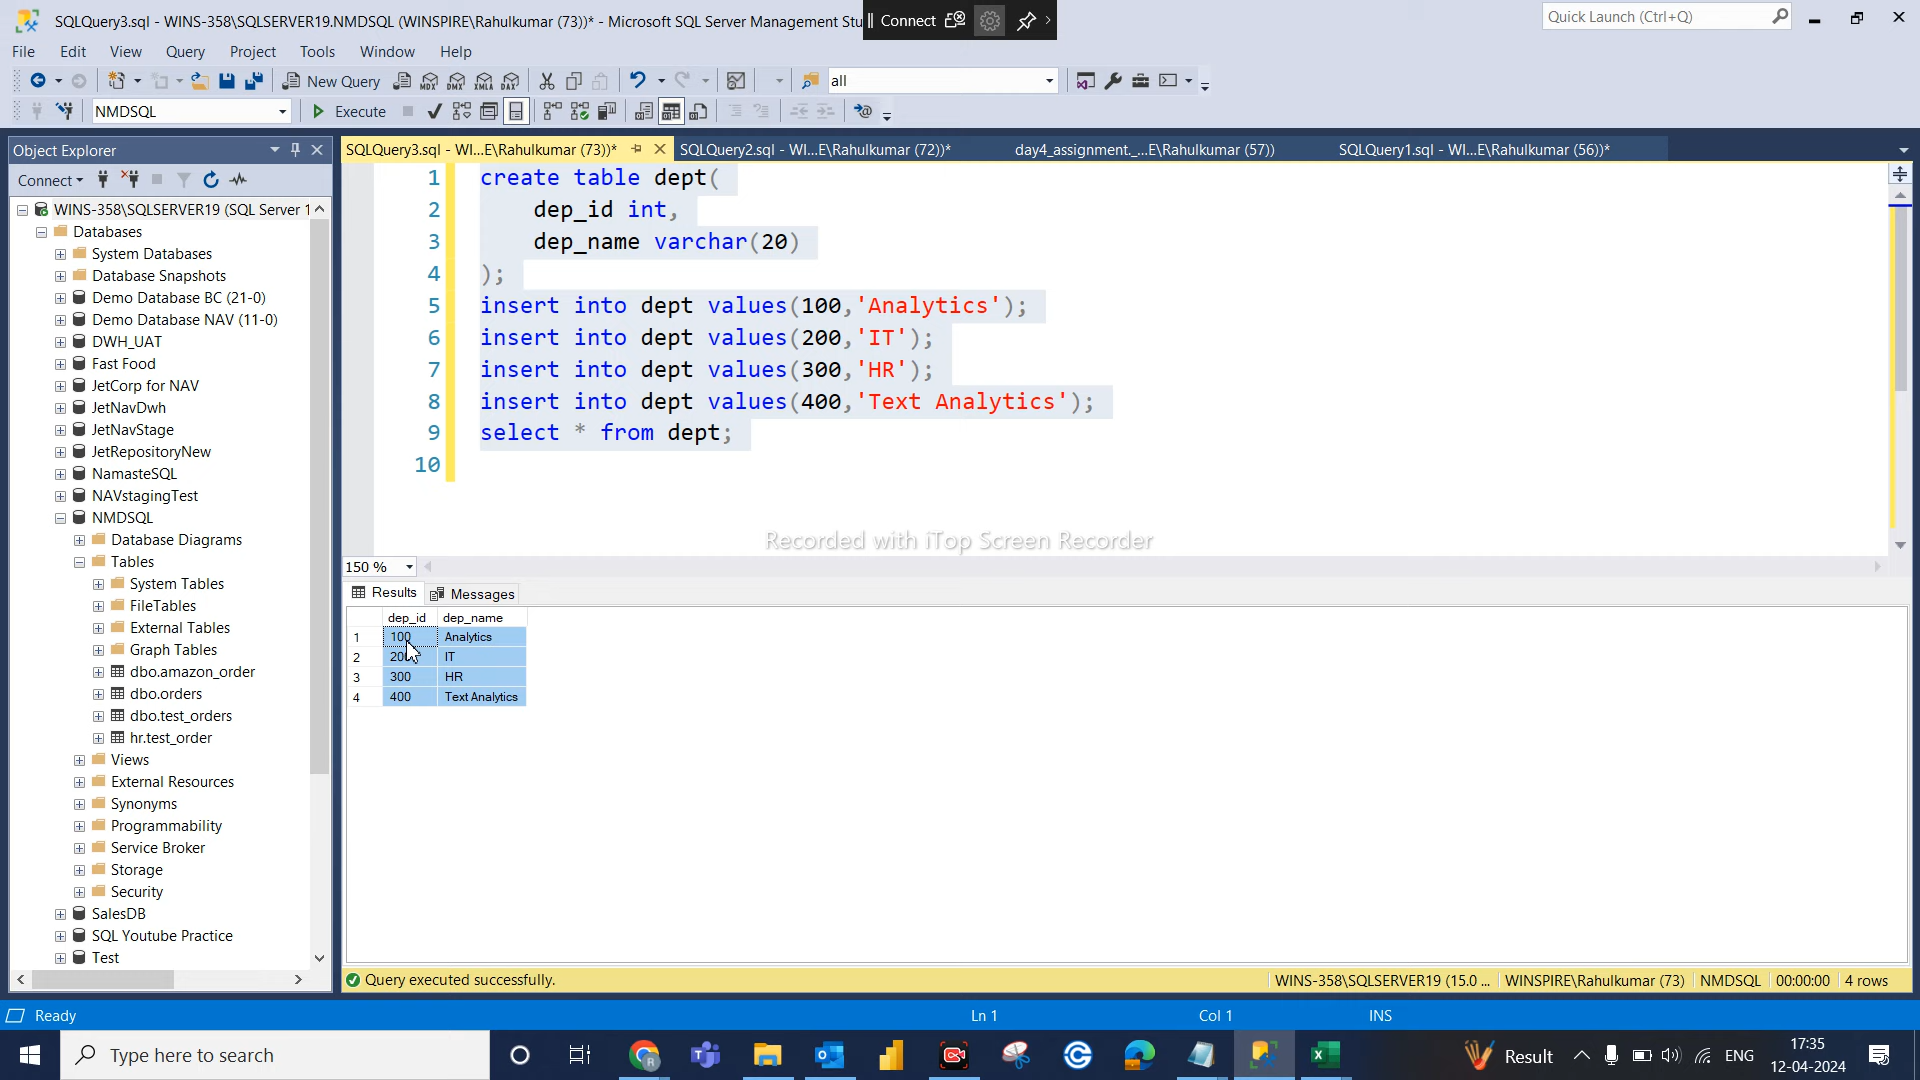 SQLQuery3.sql - WINS-358\SQLSERVER19.NMDSQL (WINSPIRE\Rahulkumar (73))* - Microsoft SQL Server Management Stu
Connect
Quick Launch (Ctrl+Q)
File Edit View Query Project Tools Window Help
New Query
MDX DMX XMLA DAX
all
NMDSQL
Execute
Object Explorer
SQLQuery3.sql - WI...E\Rahulkumar (73))*
SQLQuery2.sql - WI...E\Rahulkumar (72))*
day4_assignment._...E\Rahulkumar (57))
SQLQuery1.sql - WI...E\Rahulkumar (56))*
Connect
WINS-358\SQLSERVER19 (SQL Server 1
Databases
System Databases
Database Snapshots
Demo Database BC (21-0)
Demo Database NAV (11-0)
DWH_UAT
Fast Food
JetCorp for NAV
JetNavDwh
JetNavStage
JetRepositoryNew
NamasteSQL
NAVstagingTest
NMDSQL
Database Diagrams
Tables
System Tables
FileTables
External Tables
Graph Tables
dbo.amazon_order
dbo.orders
dbo.test_orders
hr.test_order
Views
External Resources
Synonyms
Programmability
Service Broker
Storage
Security
SalesDB
SQL Youtube Practice
Test
1 create table dept(
2 dep_id int,
3 dep_name varchar(20)
4 );
5 insert into dept values(100,'Analytics');
6 insert into dept values(200,'IT');
7 insert into dept values(300,'HR');
8 insert into dept values(400,'Text Analytics');
9 select * from dept;
10
Recorded with iTop Screen Recorder
150 %
Results Messages
dep_id dep_name
1 100 Analytics
2 200 IT
3 300 HR
4 400 Text Analytics
Query executed successfully.
WINS-358\SQLSERVER19 (15.0 ... WINSPIRE\Rahulkumar (73) NMDSQL 00:00:00 4 rows
Ready
Ln 1
Col 1
INS
Type here to search
Result
ENG
17:35
12-04-2024